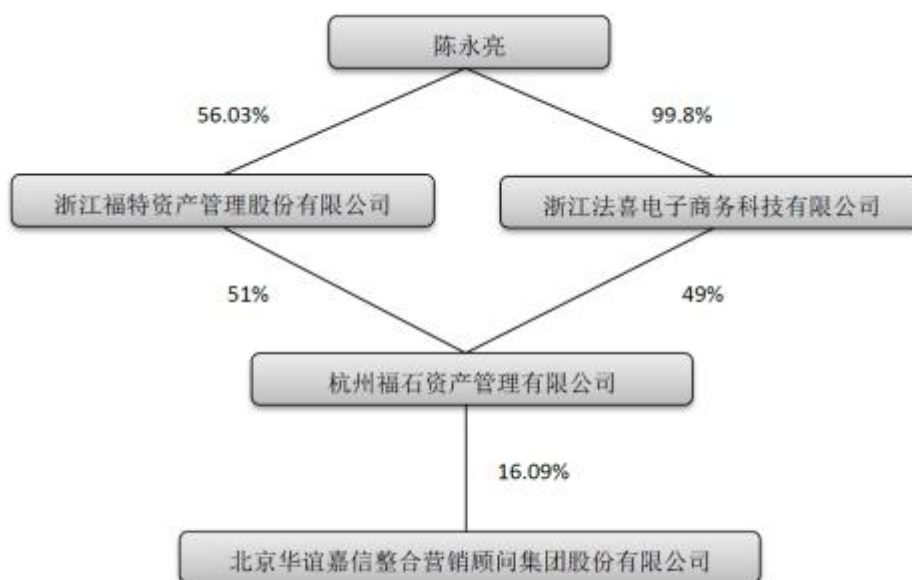 陈永亮
56.03%
99.8%
浙江福特资产管理股份有限公司
浙江法喜电子商务科技有限公司
51%
49%
杭州福石资产管理有限公司
16.09%
北京华谊嘉信整合营销顾问集团股份有限公司